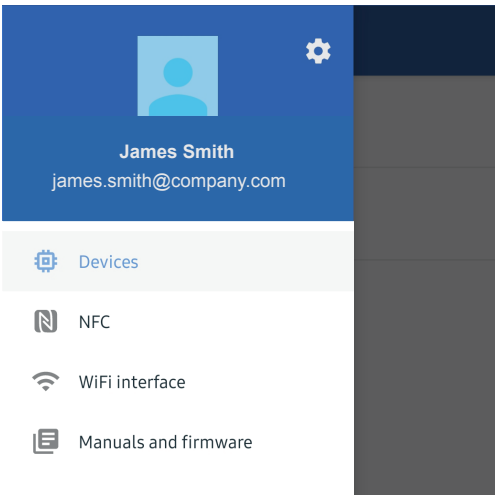 James Smith
james.smith@company.com
Devices
NFC
WiFi interface
Manuals and firmware